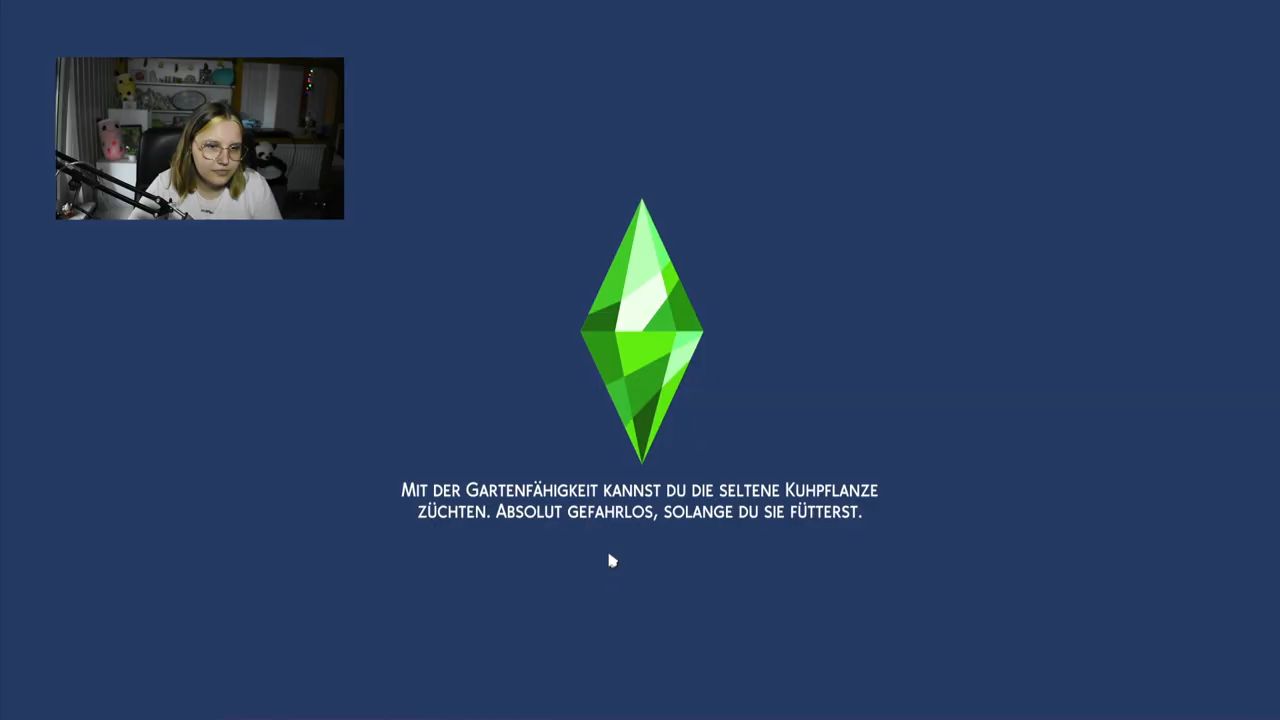 Mit der Gartenfähigkeit kannst du die seltene Kuhpflanze
züchten. Absolut gefahrlos, solange du sie fütterst.